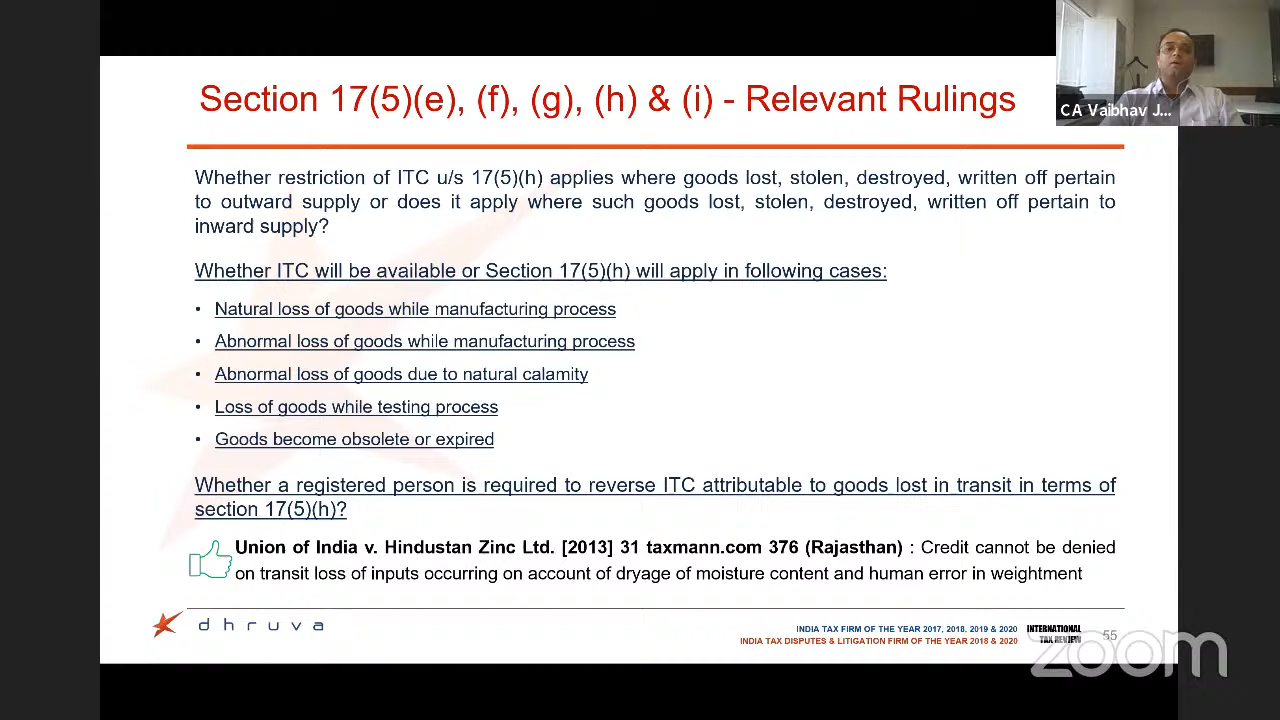 Section 17(5)(e), (f), (g), (h) & (i) - Relevant Rulings
CA Vaibhav J...
Whether restriction of ITC u/s 17(5)(h) applies where goods lost, stolen, destroyed, written off pertain
to outward supply or does it apply where such goods lost, stolen, destroyed, written off pertain to
inward supply?
Whether ITC will be available or Section 17(5)(h) will apply in following cases:
• Natural loss of goods while manufacturing process
• Abnormal loss of goods while manufacturing process
• Abnormal loss of goods due to natural calamity
• Loss of goods while testing process
• Goods become obsolete or expired
Whether a registered person is required to reverse ITC attributable to goods lost in transit in terms of
section 17(5)(h)?
Union of India v. Hindustan Zinc Ltd. [2013] 31 taxmann.com 376 (Rajasthan) : Credit cannot be denied
on transit loss of inputs occurring on account of dryage of moisture content and human error in weightment
dhruva
INDIA TAX FIRM OF THE YEAR 2017, 2018, 2019 & 2020
INDIA TAX DISPUTES & LITIGATION FIRM OF THE YEAR 2018 & 2020
INTERNATIONAL
TAX REVIEW
55
zoom